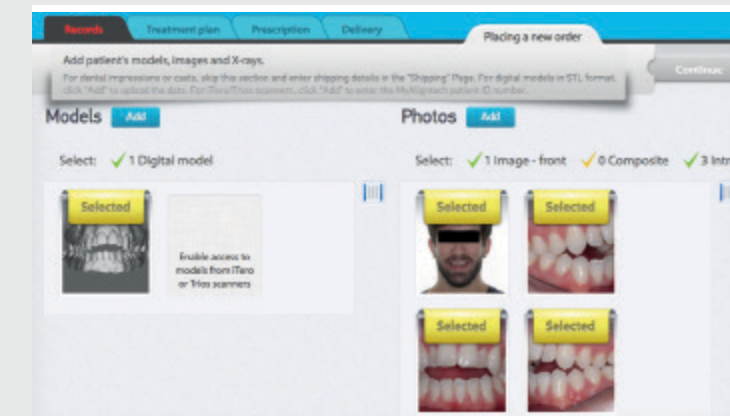 Records Treatment plan Prescription Delivery
Placing a new order
Add patient's models, images and X-rays.
For dental impressions or casts, skip this section and enter shipping details in the "Shipping" Page. For digital models in STL format,
click "Add" to upload the data. For iTero/Trios scanners, click "Add" to enter the MyAligntech patient ID number.
Continue
Models Add
Photos Add
Select: 1 Digital model
Select: 1 Image - front 0 Composite 3 Intr
Selected
Enable access to
models from iTero
or Trios scanners
Selected Selected
Selected Selected